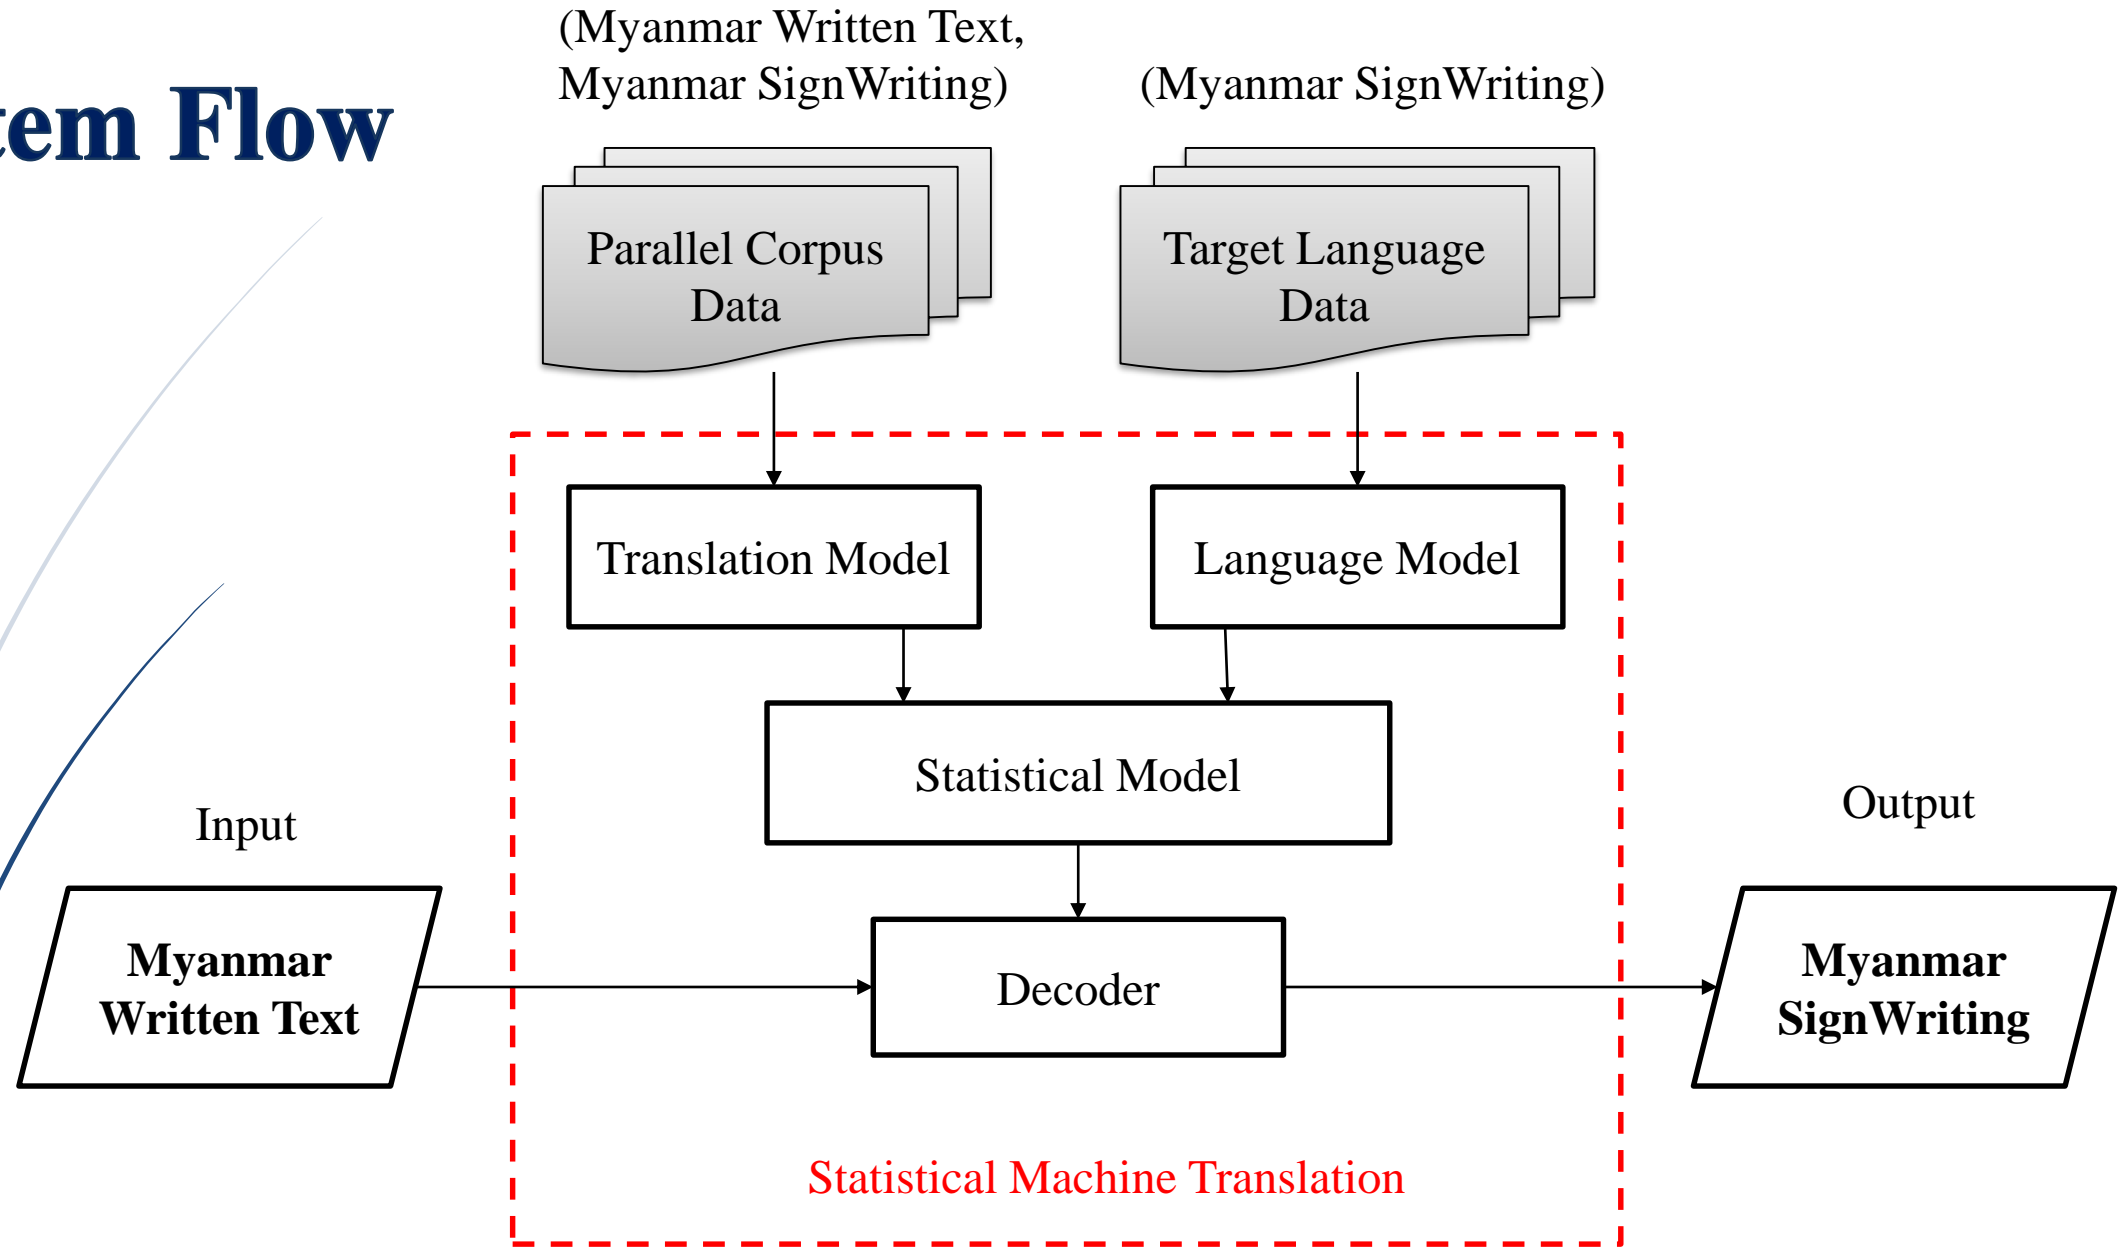 (Myanmar Written Text,
Myanmar SignWriting)
(Myanmar SignWriting)
Flow
Parallel Corpus
Data
Target Language
Data
Translation Model
Language Model
Statistical Model
Input
Output
Myanmar
Written Text
Decoder
Myanmar
SignWriting
Statistical Machine Translation